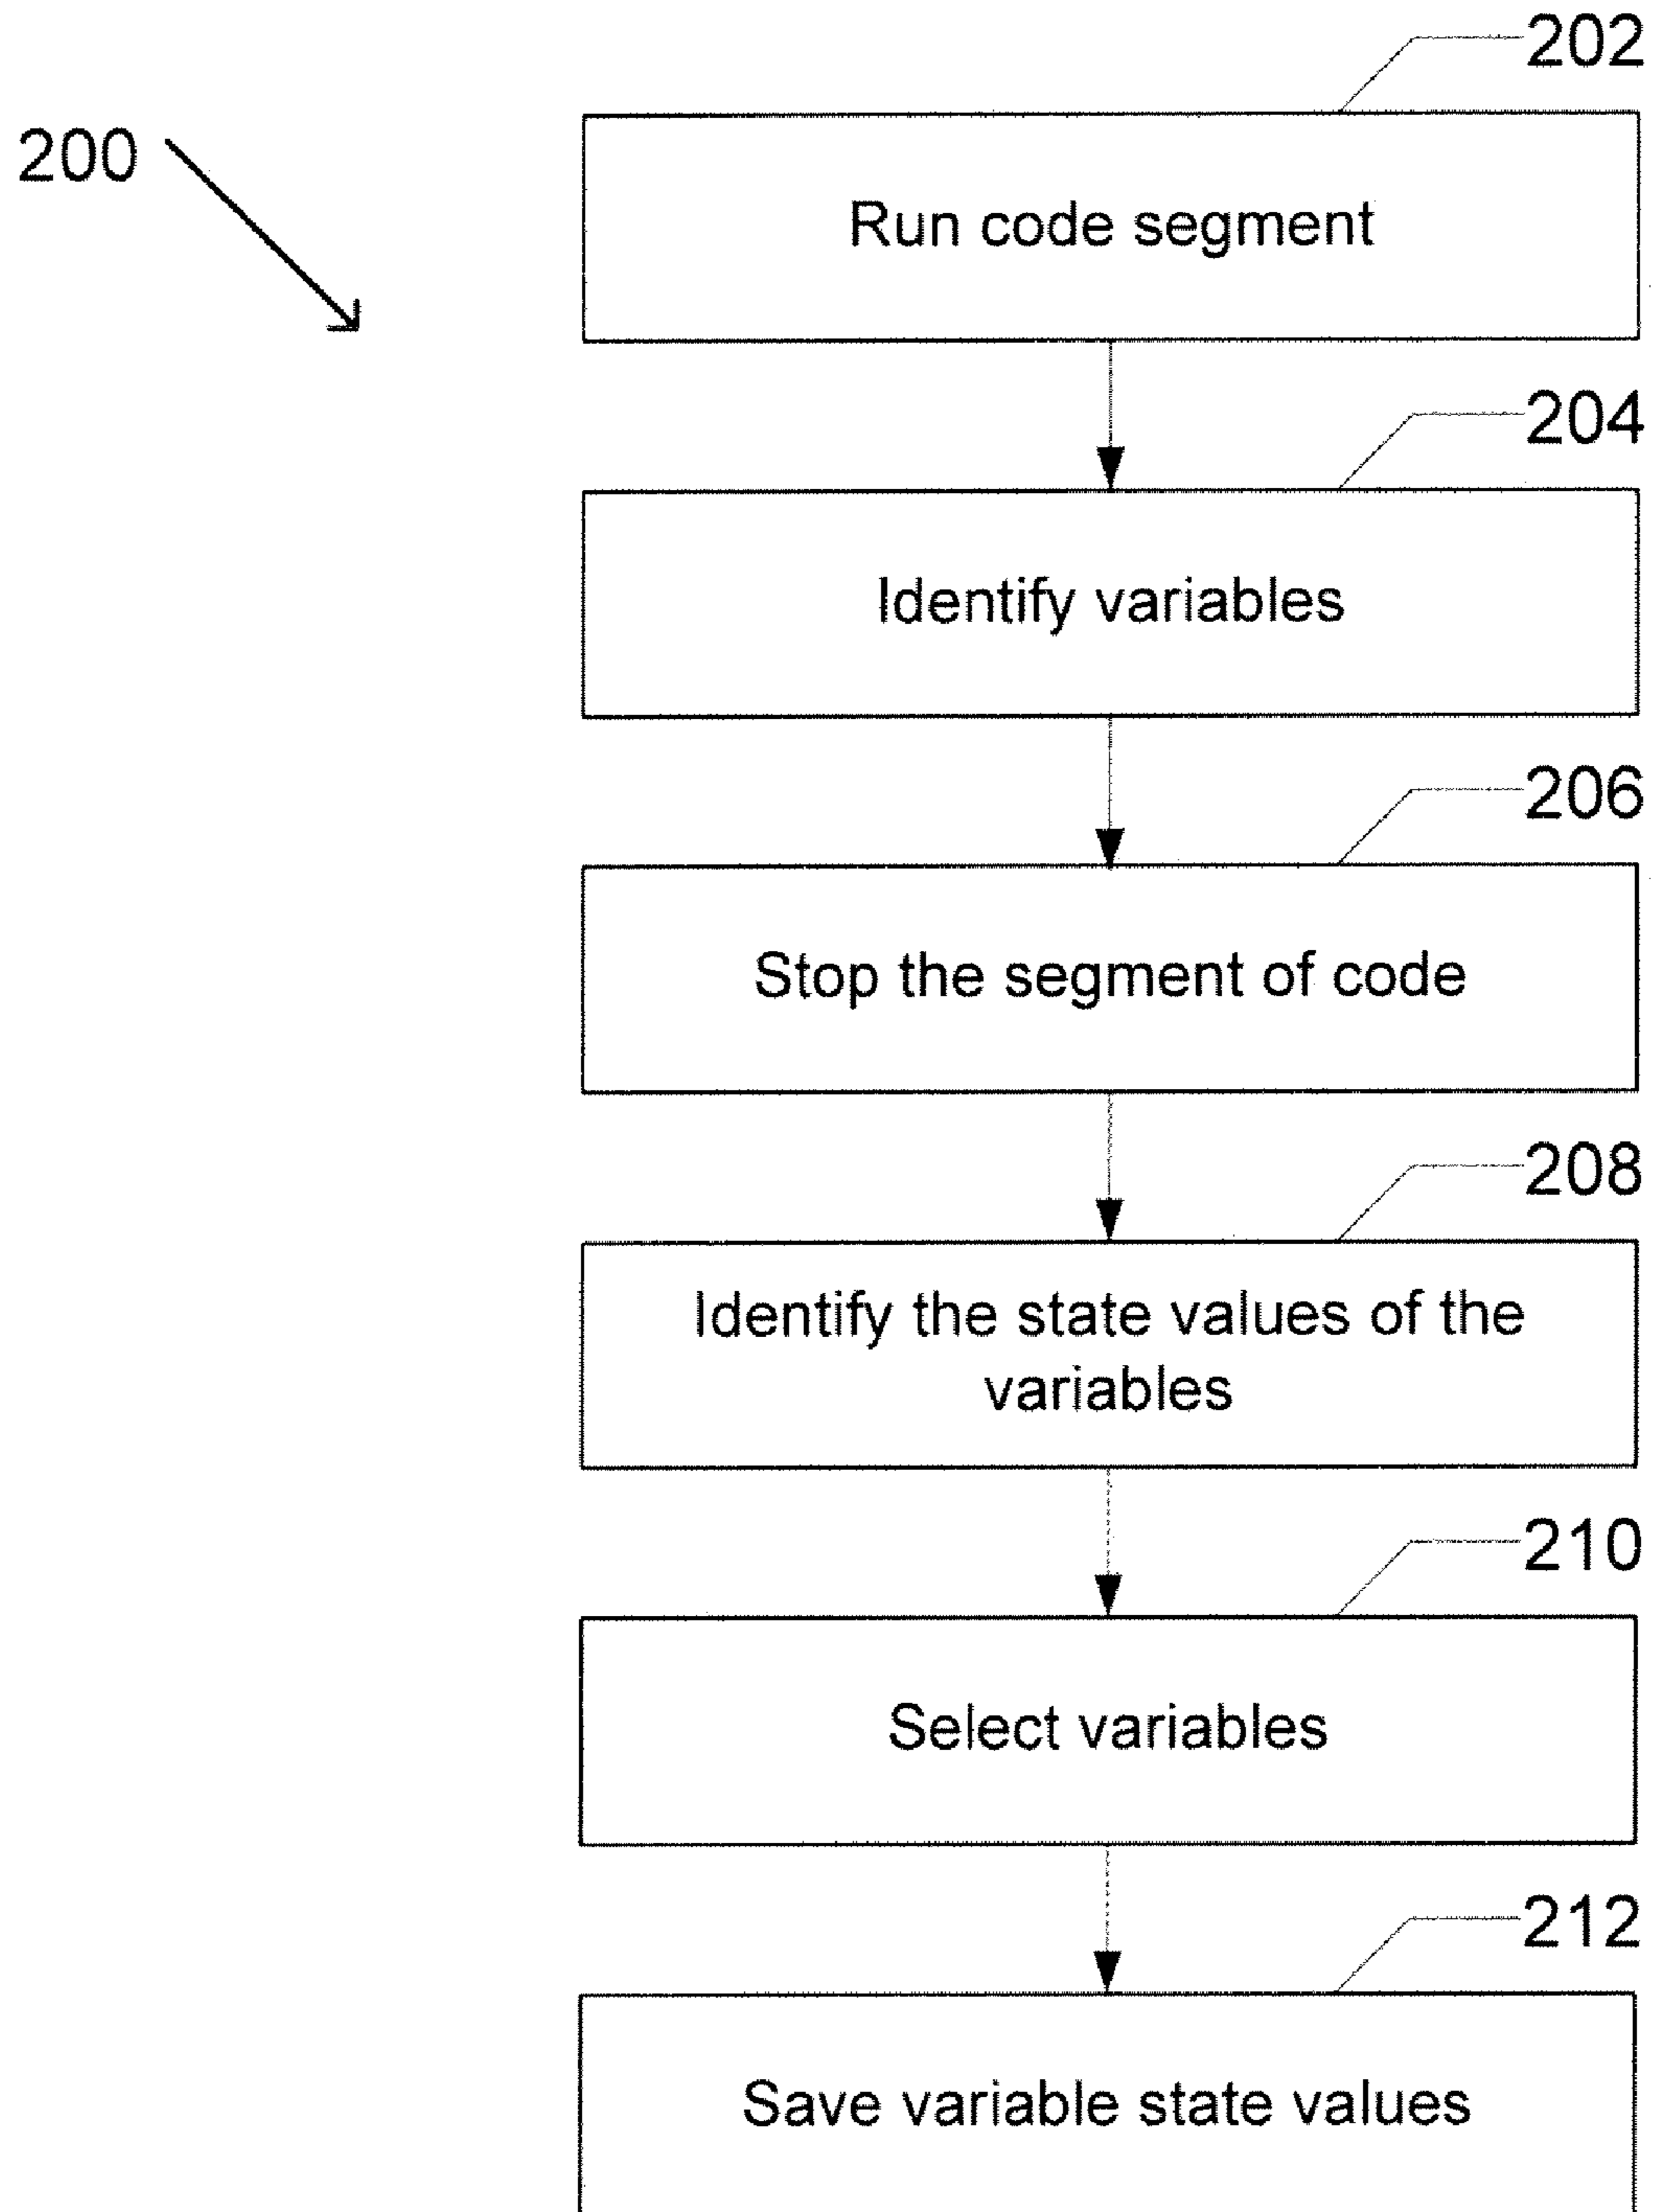 202
200
Run code segment
204
Identify variables
206
Stop the segment of code
208
Identify the state values of the
variables
210
Select variables
212
Save variable state values